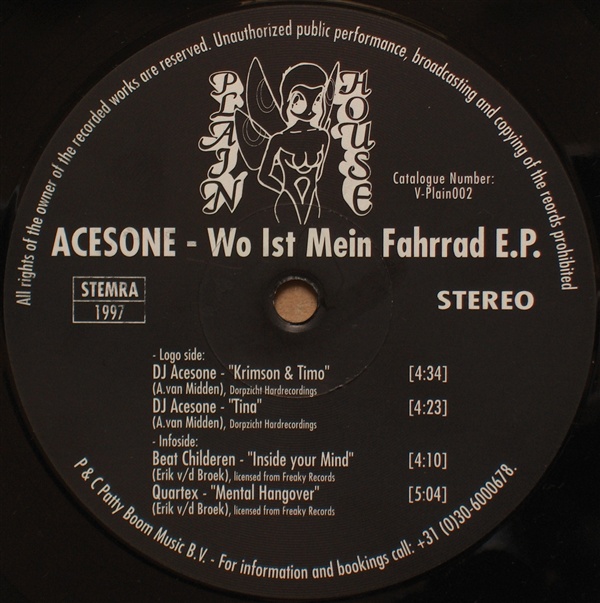 All rights of the owner of the recorded works are reserved. Unauthorized public performance, broadcasting and copying of the reords prohibited
PLAIN HOUSE
Catalogue Number:
V-Plain002
ACESONE - Wo Ist Mein Fahrrad E.P.
STEMRA
1997
STEREO
- Logo side:
DJ Acesone - "Krimson & Timo" [4:34]
(A.van Midden), Dorpzicht Hardrecordings
DJ Acesone - "Tina" [4:23]
(A.van Midden), Dorpzicht Hardrecordings
- Infoside:
Beat Childeren - "Inside your Mind" [4:10]
(Erik v/d Broek), licensed from Freaky Records
Quartex - "Mental Hangover" [5:04]
(Erik v/d Broek), licensed from Freaky Records
P & C Patty Boom Music B.V. - For information and bookings call: +31 (0)30-6000678.